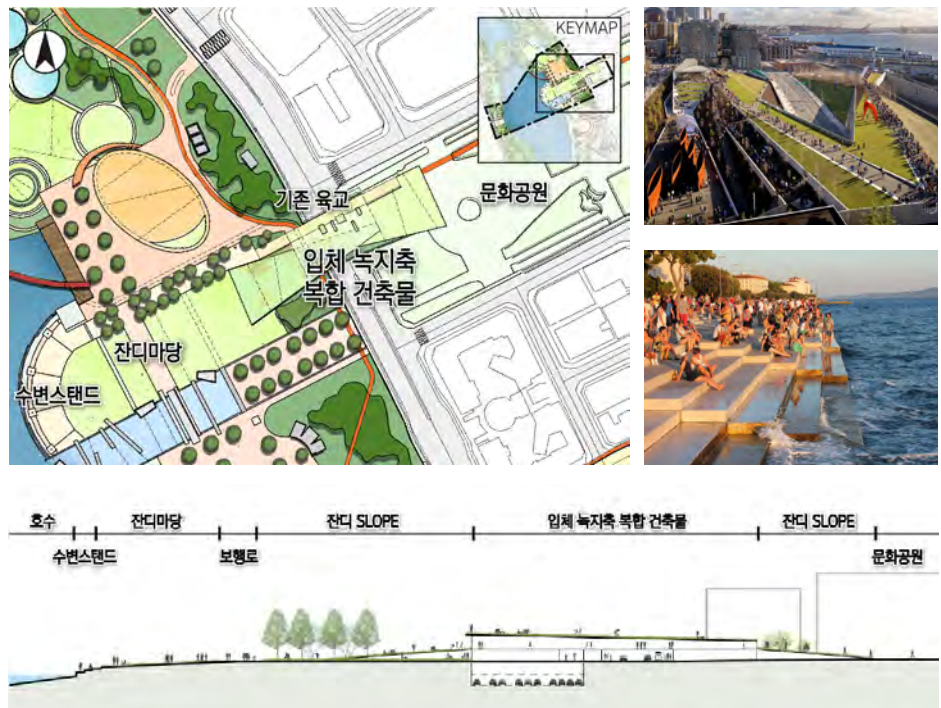 KEYMAP
기존 육교
문화공원
입체 녹지축
복합 건축물
잔디마당
수변스탠드
호수
잔디마당
잔디 SLOPE
입체 녹지축 복합 건축물
잔디 SLOPE
수변스탠드
보행로
문화공원